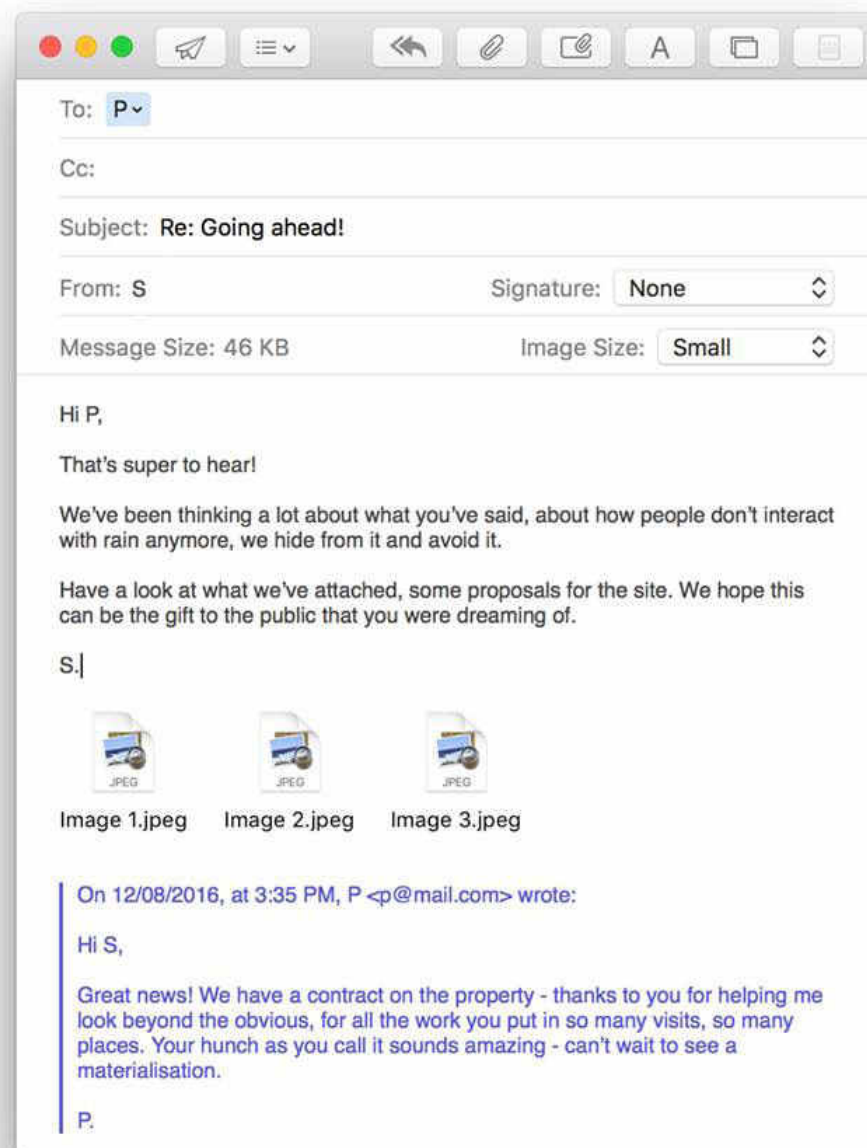 A
To: P
Cc:
Subject: Re: Going ahead!
From: S Signature: None
Message Size: 46 KB Image Size: Small
Hi P,
That's super to hear!
We've been thinking a lot about what you've said, about how people don't interact
with rain anymore, we hide from it and avoid it.
Have a look at what we've attached, some proposals for the site. We hope this
can be the gift to the public that you were dreaming of.
S.
JPEG JPEG JPEG
Image 1.jpeg Image 2.jpeg Image 3.jpeg
On 12/08/2016, at 3:35 PM, P <p@mail.com> wrote:
Hi S,
Great news! We have a contract on the property - thanks to you for helping me
look beyond the obvious, for all the work you put in so many visits, so many
places. Your hunch as you call it sounds amazing - can't wait to see a
materialisation.
P.